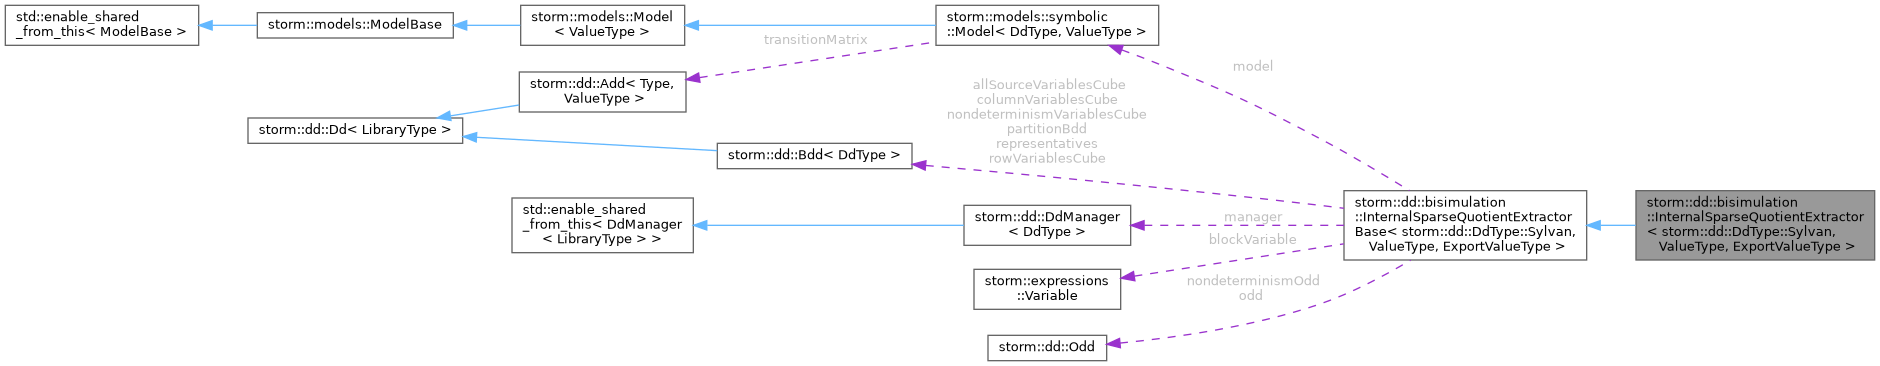 std::enable_shared
_from_this< ModelBase >
storm::models::ModelBase
storm::models::Model
< ValueType >
storm::models::symbolic
::Model< DdType, ValueType >
transitionMatrix
model
storm::dd::Add< Type,
ValueType >
allSourceVariablesCube
columnVariablesCube
nondeterminismVariablesCube
partitionBdd
representatives
rowVariablesCube
storm::dd::Dd< LibraryType >
storm::dd::Bdd< DdType >
std::enable_shared
_from_this< DdManager
< LibraryType > >
storm::dd::DdManager
< DdType >
manager
blockVariable
storm::dd::bisimulation
::InternalSparseQuotientExtractor
Base< storm::dd::DdType::Sylvan,
ValueType, ExportValueType >
storm::dd::bisimulation
::InternalSparseQuotientExtractor
< storm::dd::DdType::Sylvan,
ValueType, ExportValueType >
storm::expressions
::Variable
nondeterminismOdd
odd
storm::dd::Odd